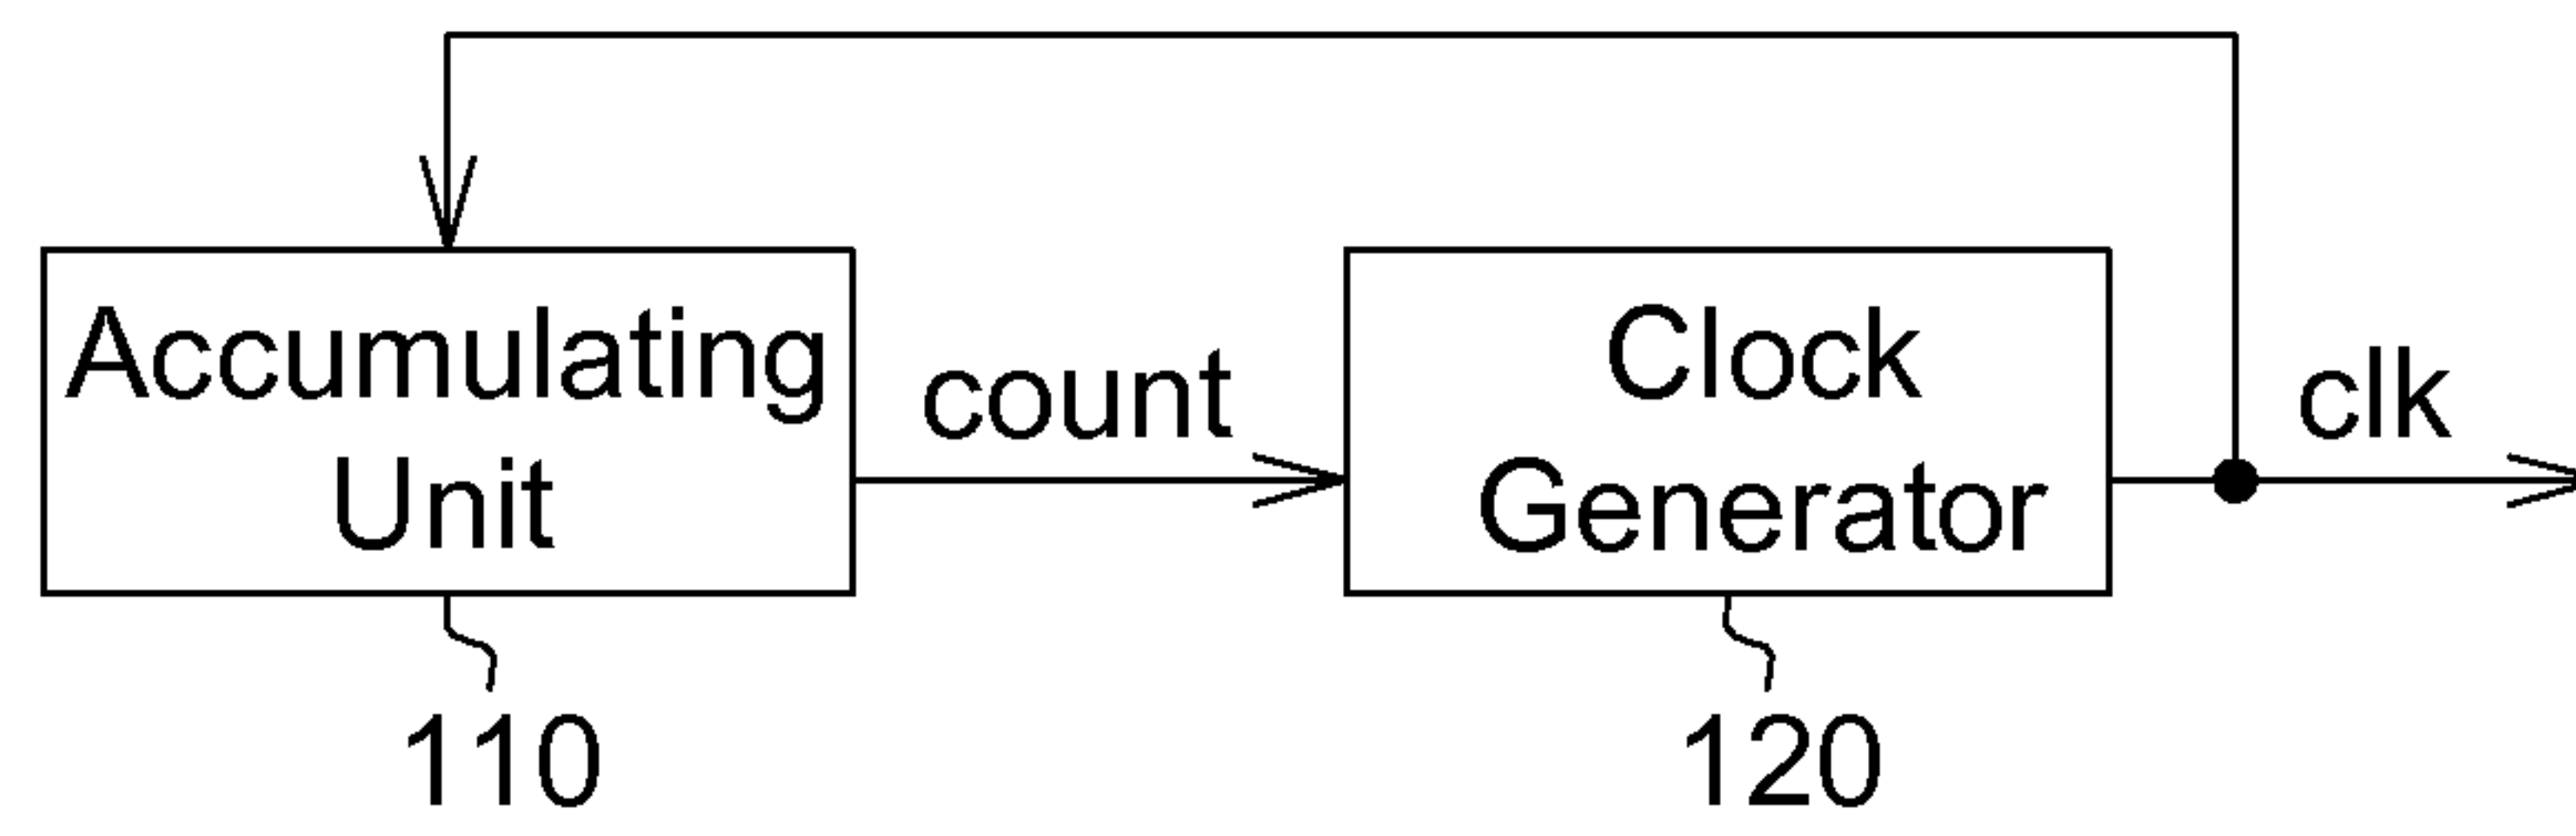 Accumulating
Unit
count
Clock
Generator
clk
110
120